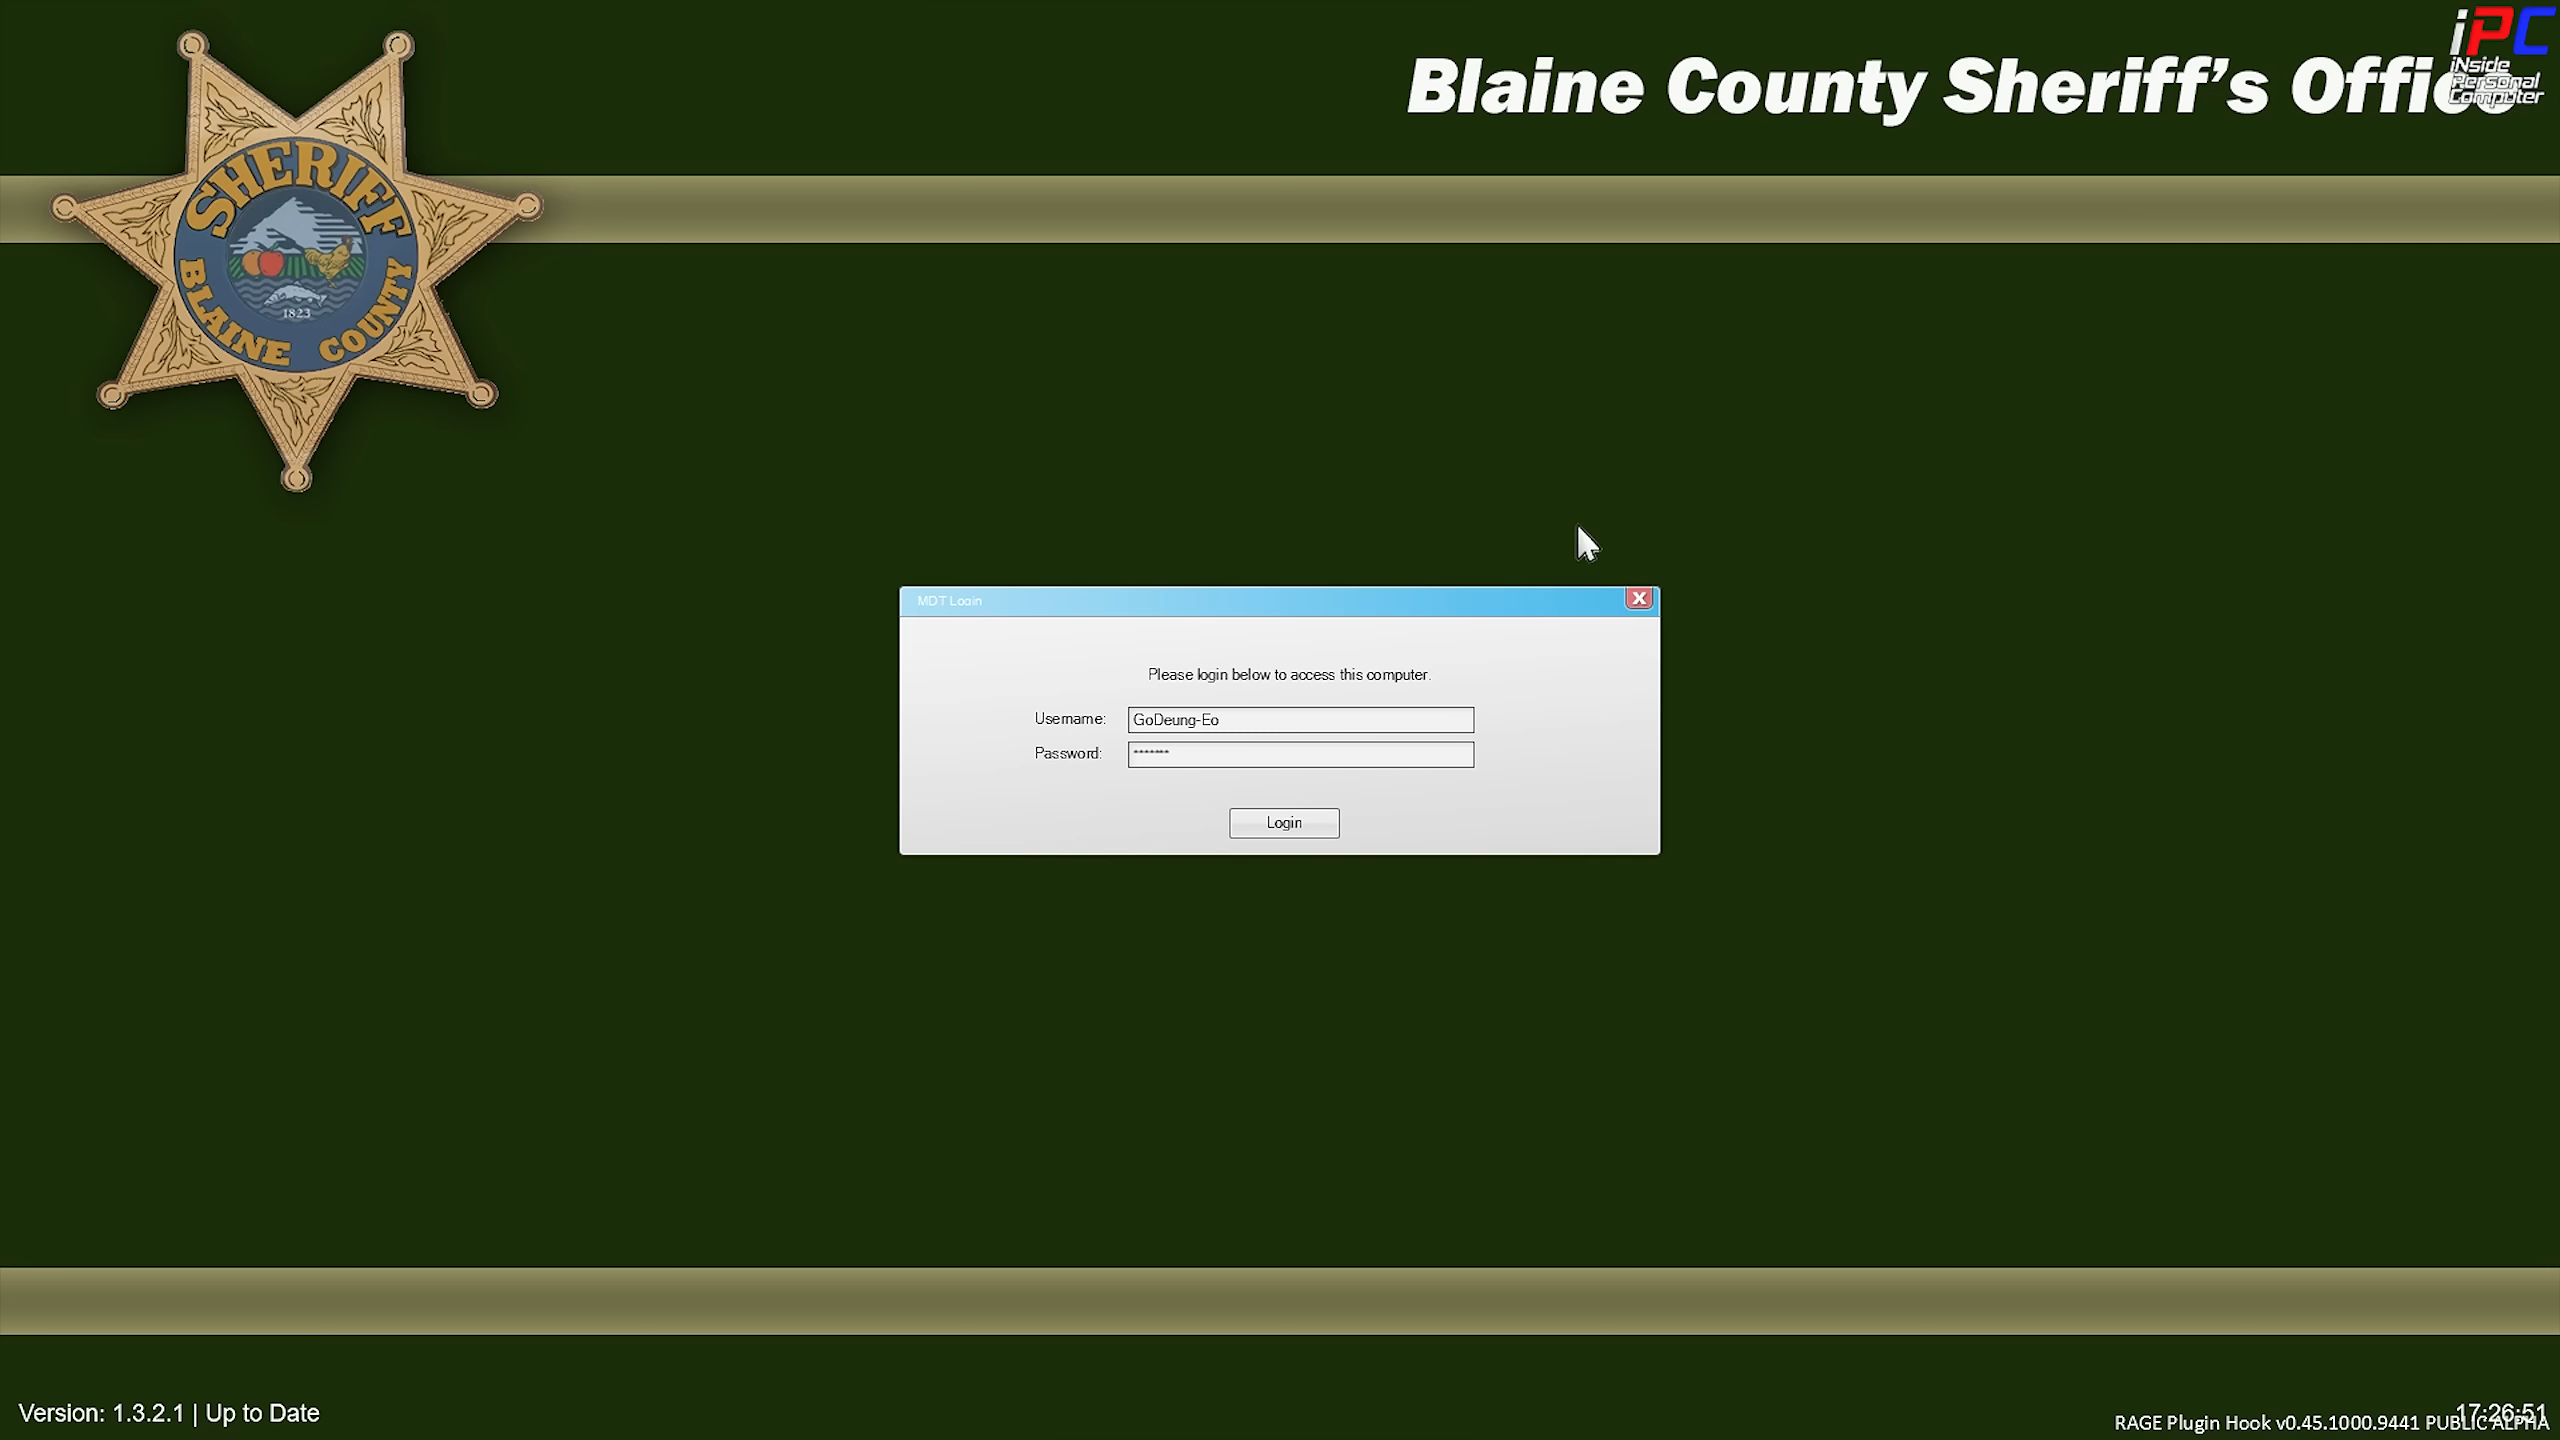 iPC
iNside
Personal
Computer
Blaine County Sheriff's Office
SHERIFF
1823
BLAINE COUNTY
MDT Login
Please login below to access this computer.
Username: GoDeung-Eo
Password: *******
Login
Version: 1.3.2.1 | Up to Date
17:26:51
RAGE Plugin Hook v0.45.1000.9441 PUBLIC ALPHA